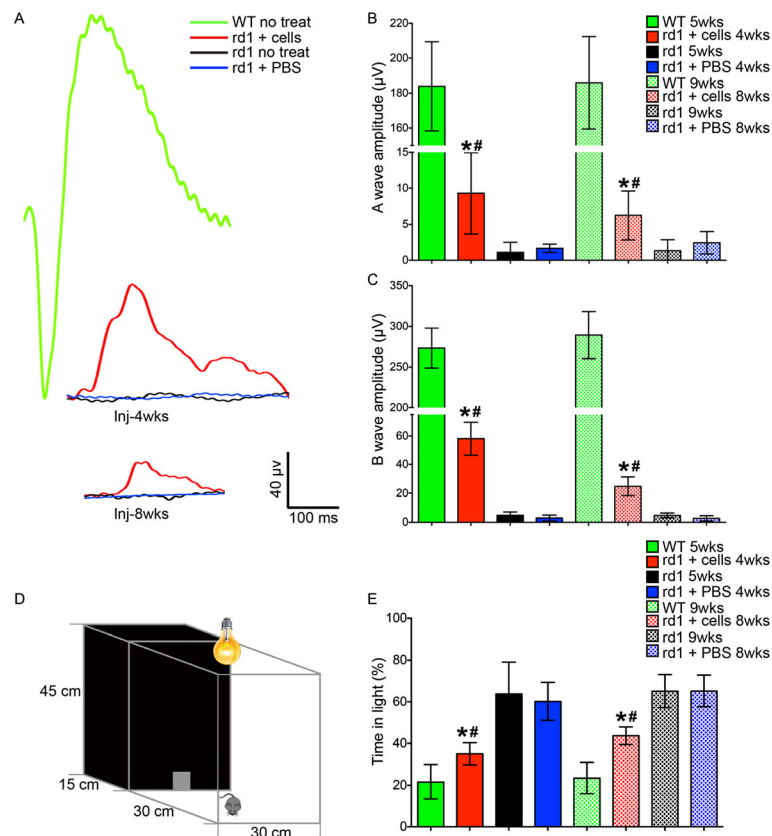 A
WT no treat
rd1 + cells
rd1 no treat
rd1 + PBS
Inj-4wks
Inj-8wks
40 μv
100 ms
B
A wave amplitude (μV)
220
200
180
160
15
10
5
0
*#
*#
WT 5wks
rd1 + cells 4wks
rd1 5wks
rd1 + PBS 4wks
WT 9wks
rd1 + cells 8wks
rd1 9wks
rd1 + PBS 8wks
C
B wave amplitude (μV)
350
300
250
200
60
40
20
0
*#
*#
D
45 cm
15 cm
30 cm
30 cm
E
Time in light (%)
100
80
60
40
20
0
*#
*#
WT 5wks
rd1 + cells 4wks
rd1 5wks
rd1 + PBS 4wks
WT 9wks
rd1 + cells 8wks
rd1 9wks
rd1 + PBS 8wks